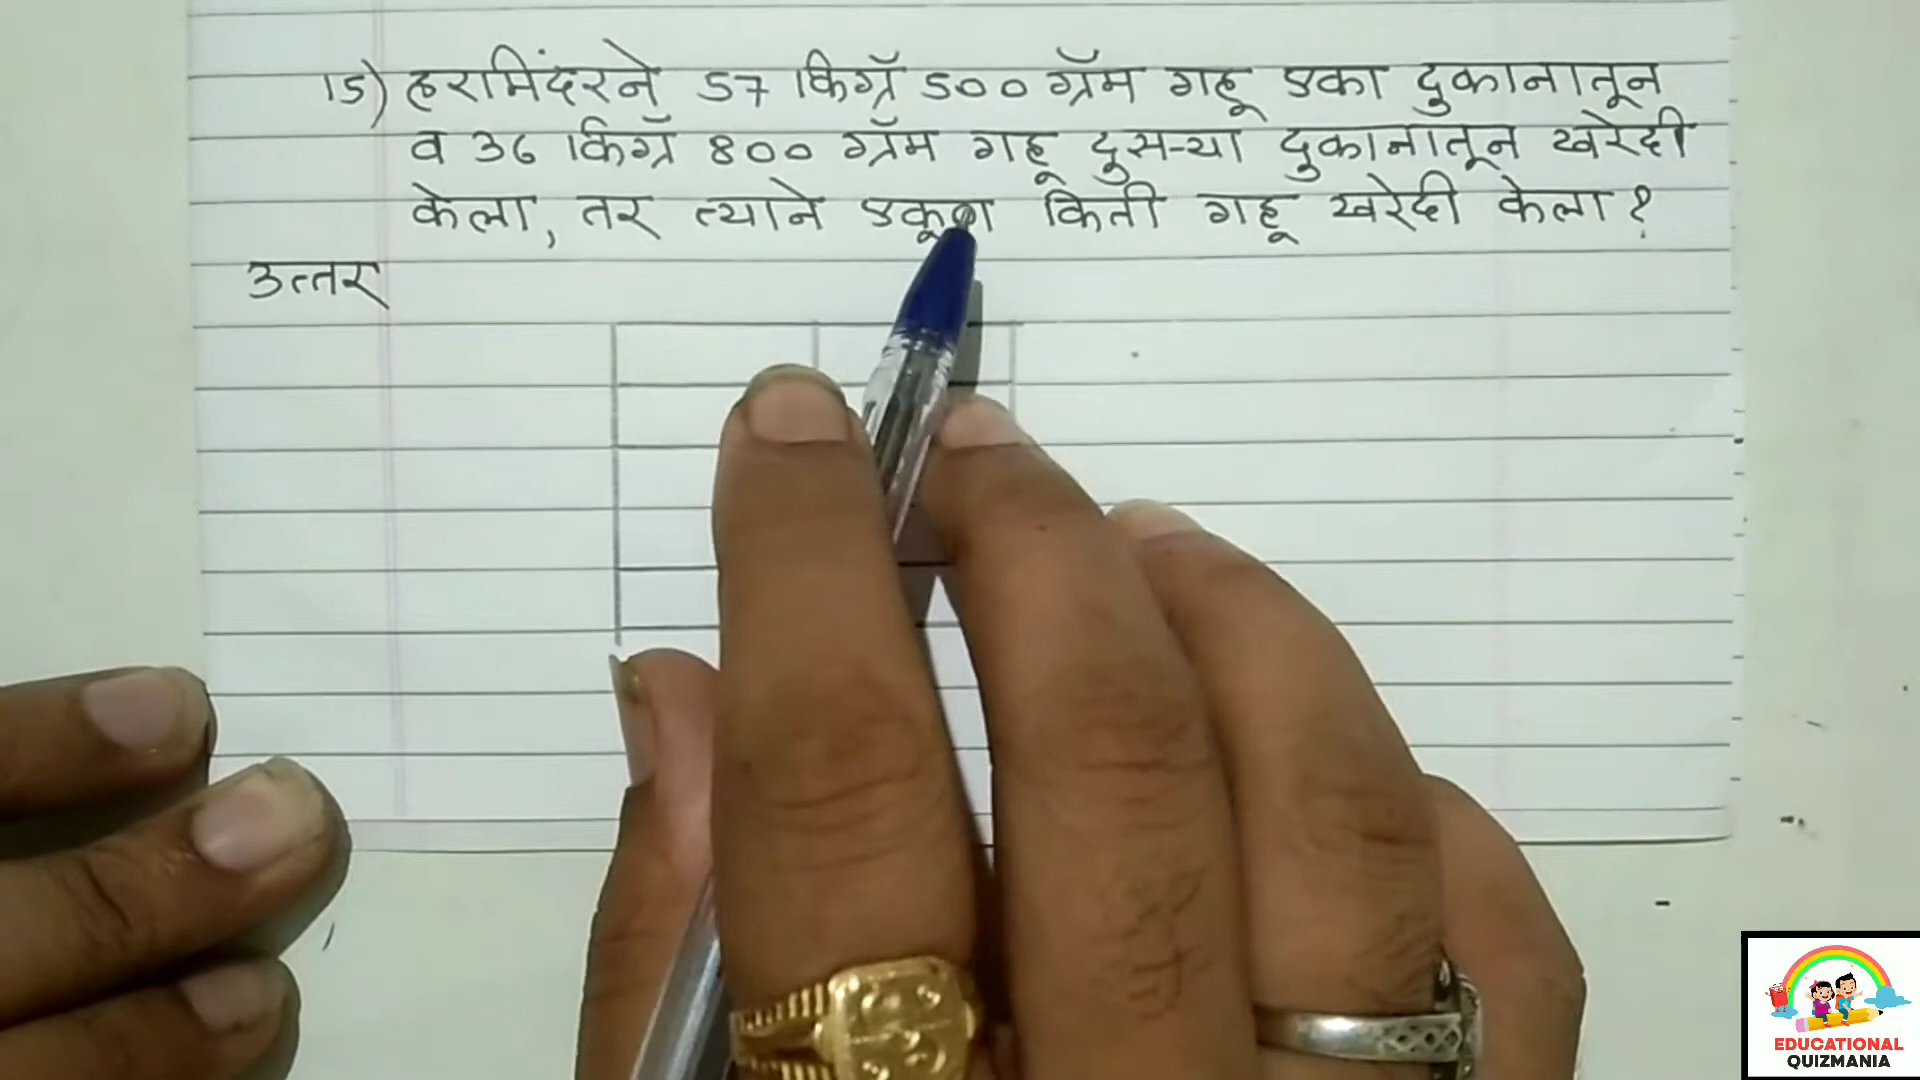 15) हरमिंदरने 57 किग्रॅ 500 ग्रॅम गहू एका दुकानातून
व 36 किग्रॅ 800 ग्रॅम गहू दुसऱ्या दुकानातून खरेदी
केला, तर त्याने एकूण किती गहू खरेदी केला?
उत्तर
EDUCATIONAL
QUIZMANIA